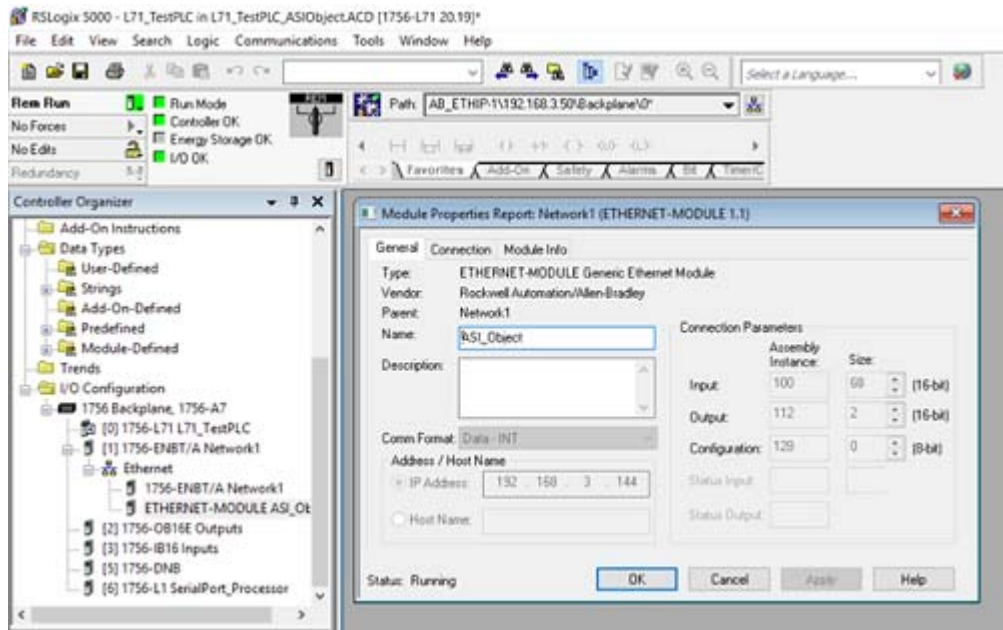 RSLogix 5000 - L71_TestPLC in L71_TestPLC_ASIObject.ACD [1756-L71 20.19]*
File Edit View Search Logic Communications Tools Window Help
Select a Language...
Rem Run
Run Mode
No Forces
Controller OK
Energy Storage OK
No Edits
I/O OK
Redundancy
REM
Path: AB_ETHIP-1\192.168.3.50\Backplane\0*
Favorites Add-On Safety Alarms Bit Timer/C
Controller Organizer
Add-On Instructions
Data Types
User-Defined
Strings
Add-On-Defined
Predefined
Module-Defined
Trends
I/O Configuration
1756 Backplane, 1756-A7
[0] 1756-L71 L71_TestPLC
[1] 1756-ENBT/A Network1
Ethernet
1756-ENBT/A Network1
ETHERNET-MODULE ASI_Ob
[2] 1756-OB16E Outputs
[3] 1756-IB16 Inputs
[5] 1756-DNB
[6] 1756-L1 SerialPort_Processor
Module Properties Report: Network1 (ETHERNET-MODULE 1.1)
General Connection Module Info
Type: ETHERNET-MODULE Generic Ethernet Module
Vendor: Rockwell Automation/Allen-Bradley
Parent: Network1
Name: ASI_Object
Description:
Comm Format: Data - INT
Address / Host Name
IP Address: 192 . 168 . 3 . 144
Host Name:
Connection Parameters
Assembly Instance: Size:
Input: 100 68 (16-bit)
Output: 112 2 (16-bit)
Configuration: 129 0 (8-bit)
Status Input:
Status Output:
Status: Running
OK Cancel Apply Help